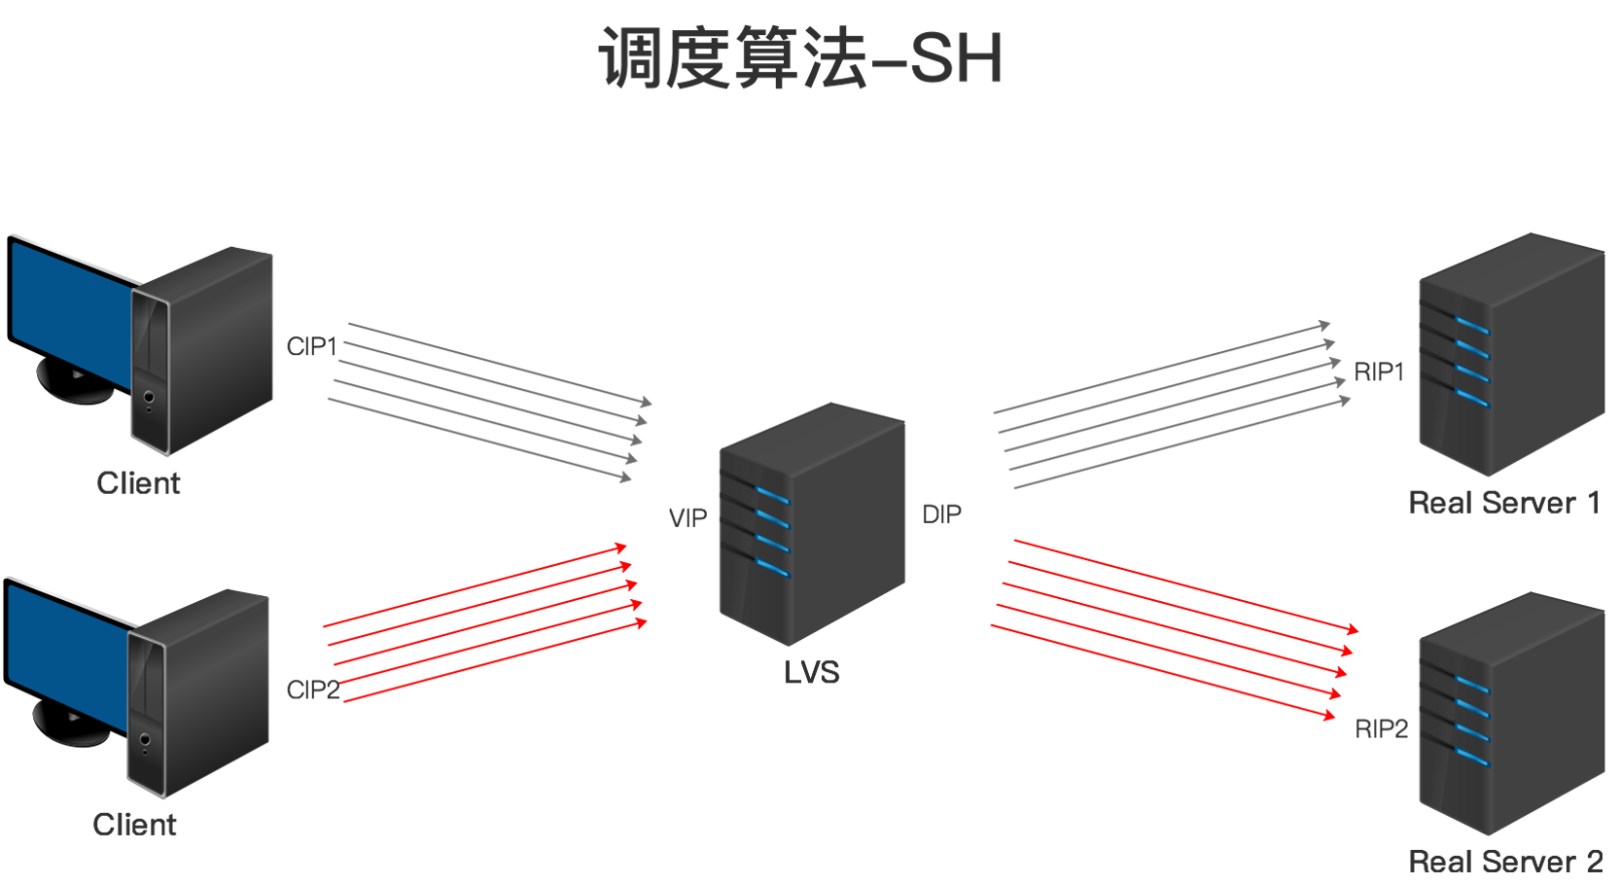 调度算法-SH
CIP1
RIP1
Client
Real Server 1
VIP
DIP
LVS
CIP2
RIP2
Client
Real Server 2